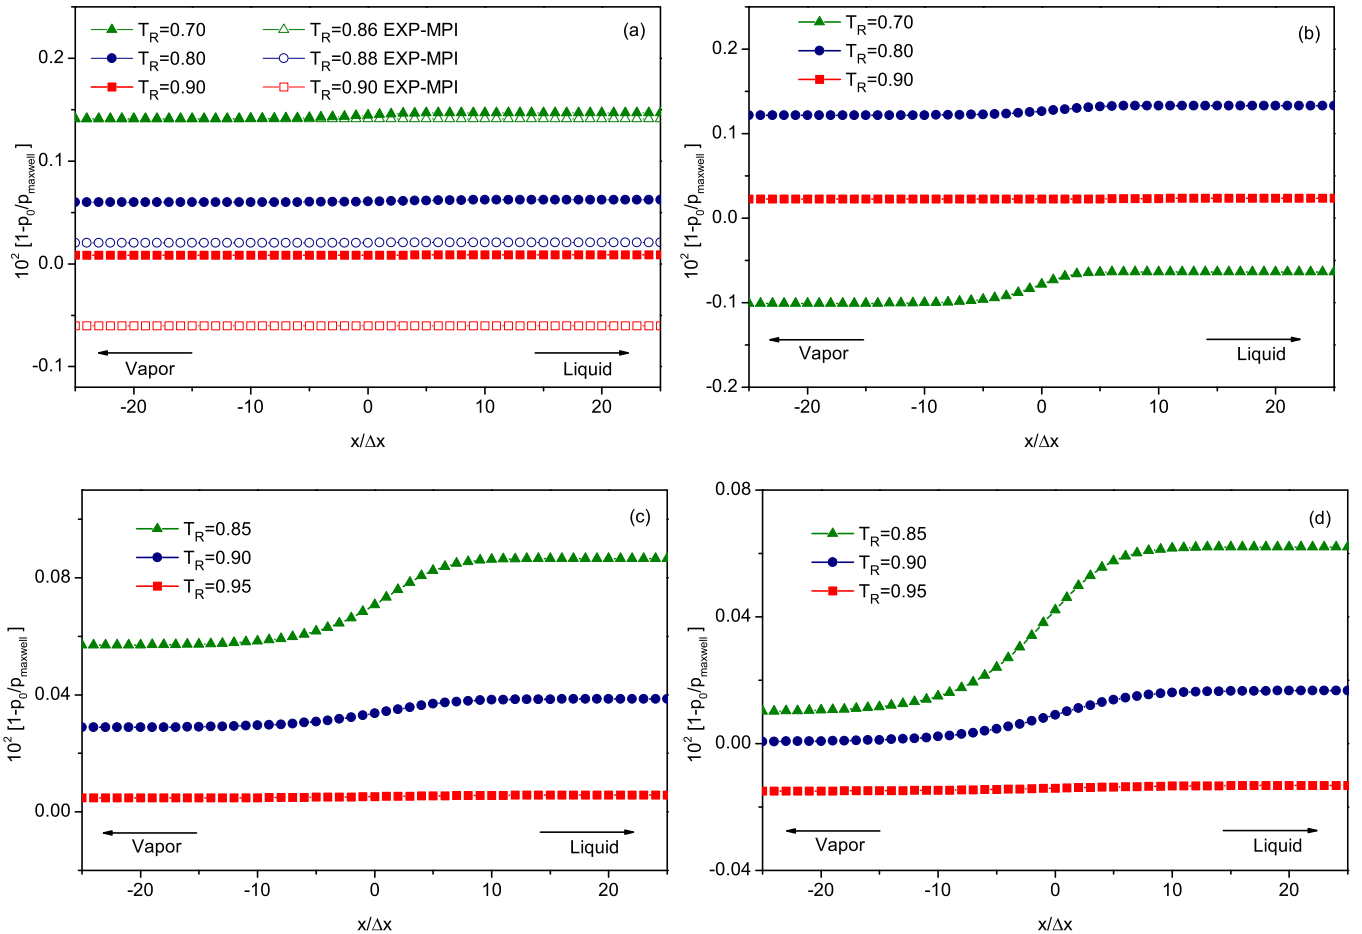 (a)
T_R=0.70 T_R=0.86 EXP-MPI
T_R=0.80 T_R=0.88 EXP-MPI
T_R=0.90 T_R=0.90 EXP-MPI
0.2
0.1
0.0
-0.1
10^2 [1-p_0/p_maxwell]
Vapor Liquid
-20 -10 0 10 20
x/Δx
(b)
T_R=0.70
T_R=0.80
T_R=0.90
0.2
0.1
0.0
-0.1
-0.2
10^2 [1-p_0/p_maxwell]
Vapor Liquid
-20 -10 0 10 20
x/Δx
(c)
T_R=0.85
T_R=0.90
T_R=0.95
0.08
0.04
0.00
10^2 [1-p_0/p_maxwell]
Vapor Liquid
-20 -10 0 10 20
x/Δx
(d)
T_R=0.85
T_R=0.90
T_R=0.95
0.08
0.04
0.00
-0.04
10^2 [1-p_0/p_maxwell]
Vapor Liquid
-20 -10 0 10 20
x/Δx